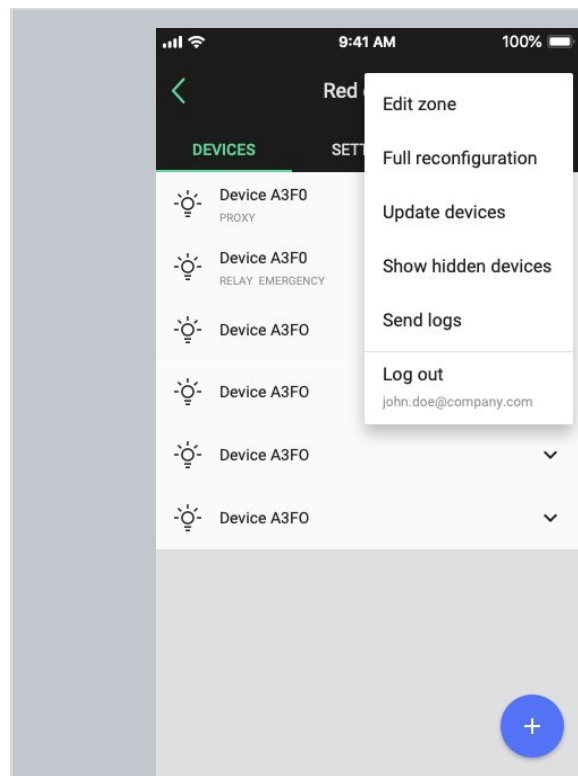 9:41 AM
100%
Red
Edit zone
DEVICES
SETT
Full reconfiguration
Device A3F0
PROXY
Update devices
Device A3F0
RELAY EMERGENCY
Show hidden devices
Device A3FO
Send logs
Device A3FO
Log out
john.doe@company.com
Device A3FO
Device A3FO